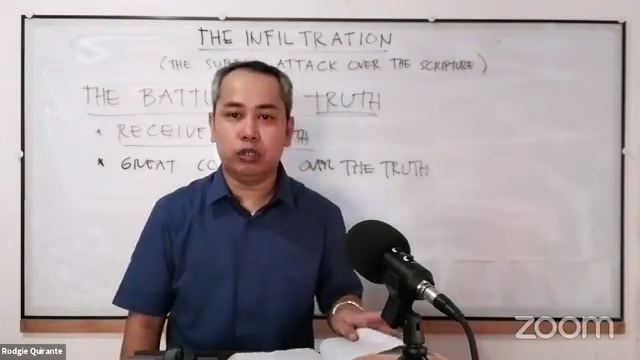 THE INFILTRATION
(THE ATTACK OVER THE SCRIPTURE)
THE TRUTH
* RECEIVE
* GREAT OVER THE TRUTH
zoom
Rodgie Quirante